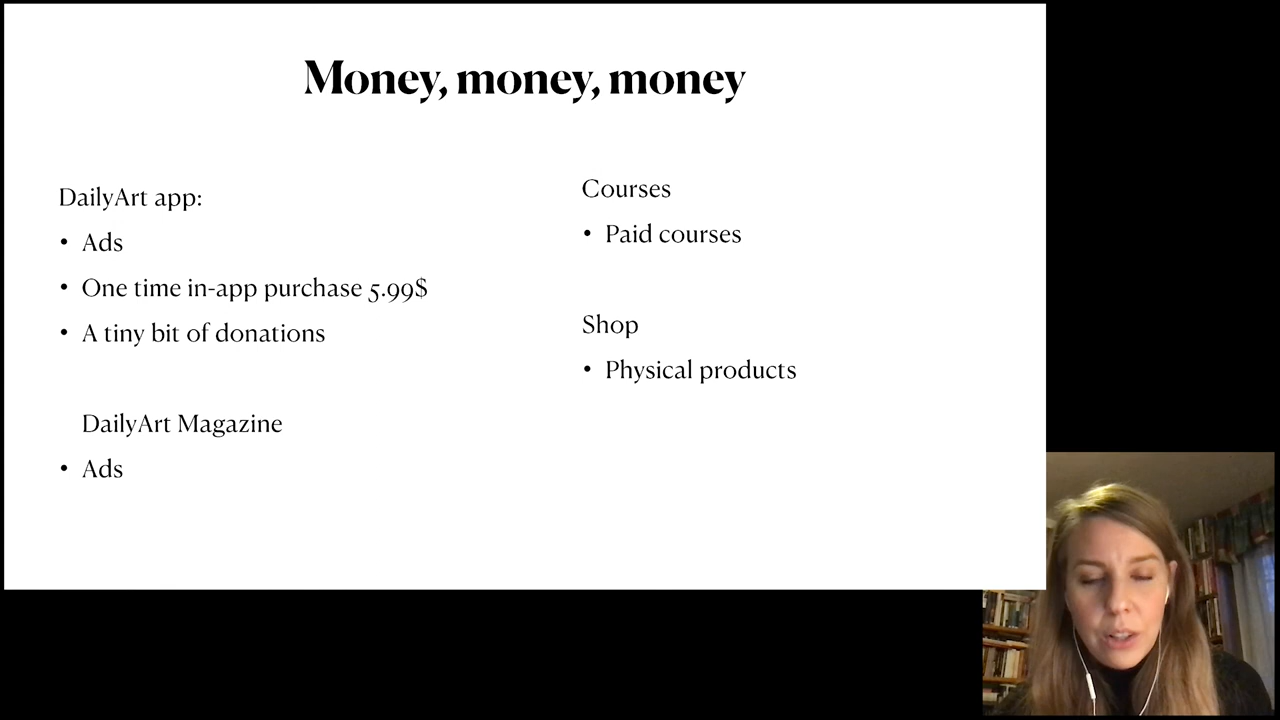 Money, money, money
DailyArt app:
• Ads
• One time in-app purchase 5.99$
• A tiny bit of donations
DailyArt Magazine
• Ads
Courses
• Paid courses
Shop
• Physical products